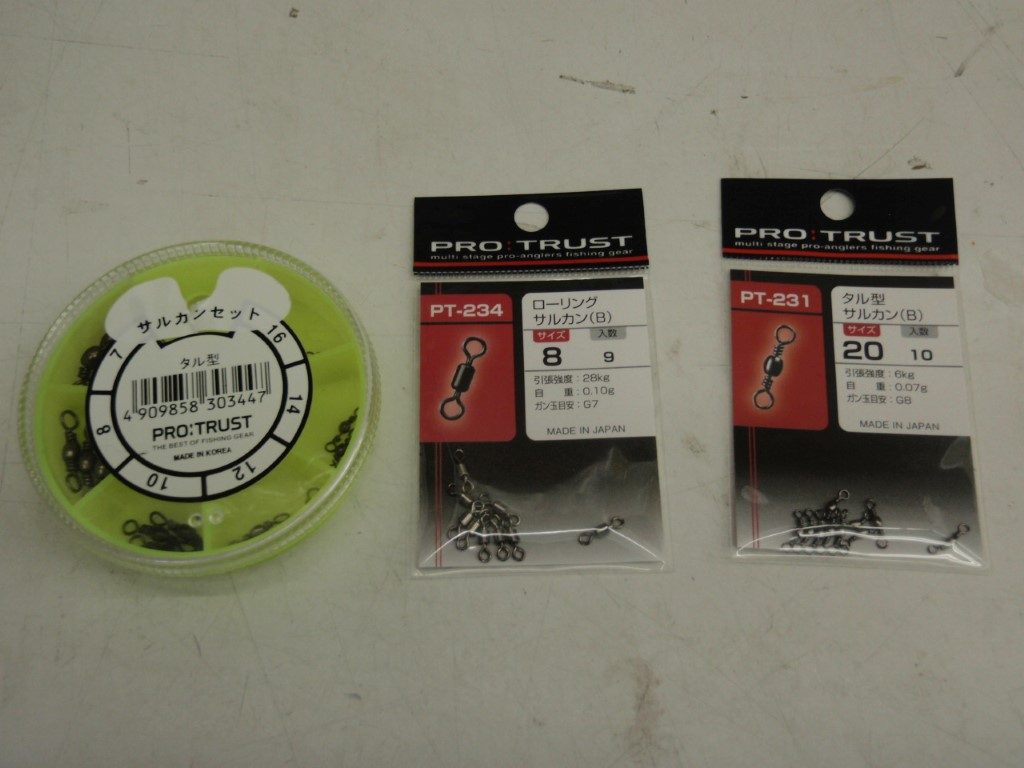 サルカンセット
7
16
8
14
10
12
タル型
4 909858 303447
PRO:TRUST
THE BEST OF FISHING GEAR
MADE IN KOREA
PRO:TRUST
multi stage pro-anglers fishing gear
PT-234
ローリング
サルカン(B)
サイズ 入数
8 9
引張強度:28kg
自 重:0.10g
ガン玉目安:G7
MADE IN JAPAN
PRO:TRUST
multi stage pro-anglers fishing gear
PT-231
タル型
サルカン(B)
サイズ 入数
20 10
引張強度:6kg
自 重:0.07g
ガン玉目安:G8
MADE IN JAPAN